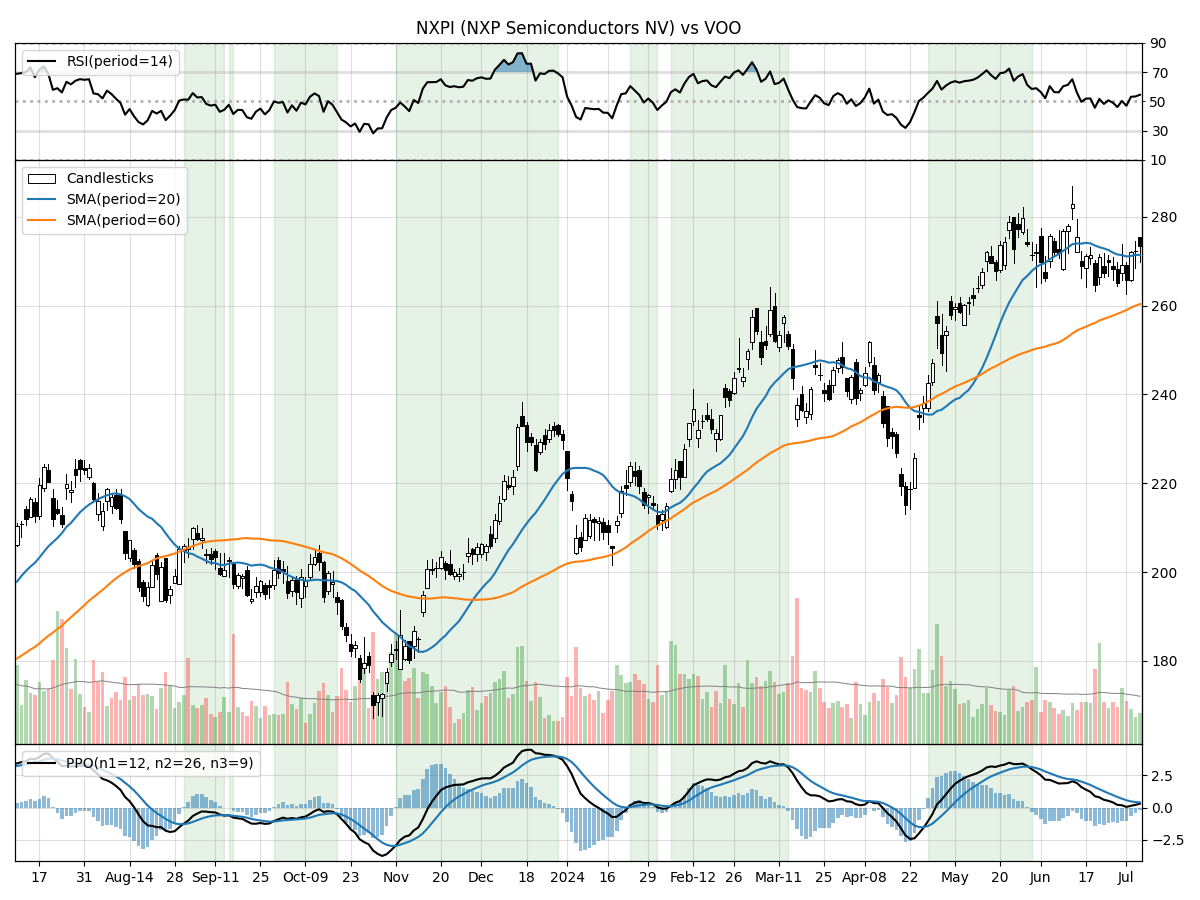 NXPI (NXP Semiconductors NV) vs VOO
RSI(period=14)
90
70
50
30
10
Candlesticks
SMA(period=20)
SMA(period=60)
280
260
240
220
200
180
PPO(n1=12, n2=26, n3=9)
2.5
0.0
−2.5
17 31 Aug-14 28 Sep-11 25 Oct-09 23 Nov 20 Dec 18 2024 16 29 Feb-12 26 Mar-11 25 Apr-08 22 May 20 Jun 17 Jul